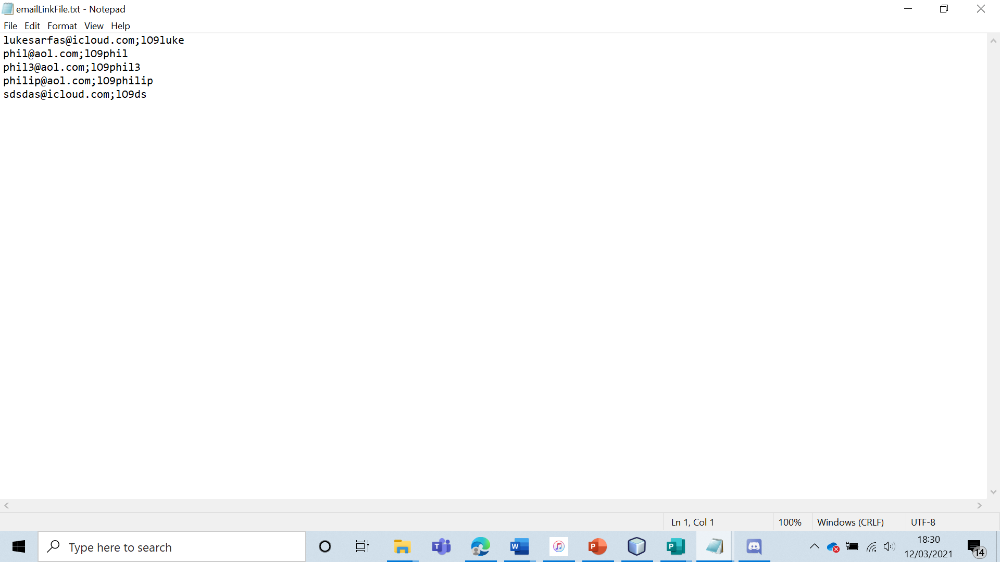 emailLinkFile.txt - Notepad
File Edit Format View Help
lukesarfas@icloud.com;lO9luke
phil@aol.com;lO9phil
phil3@aol.com;lO9phil3
philip@aol.com;lO9philip
sdsdas@icloud.com;lO9ds
Ln 1, Col 1 100% Windows (CRLF) UTF-8
Type here to search
18:30
12/03/2021
14